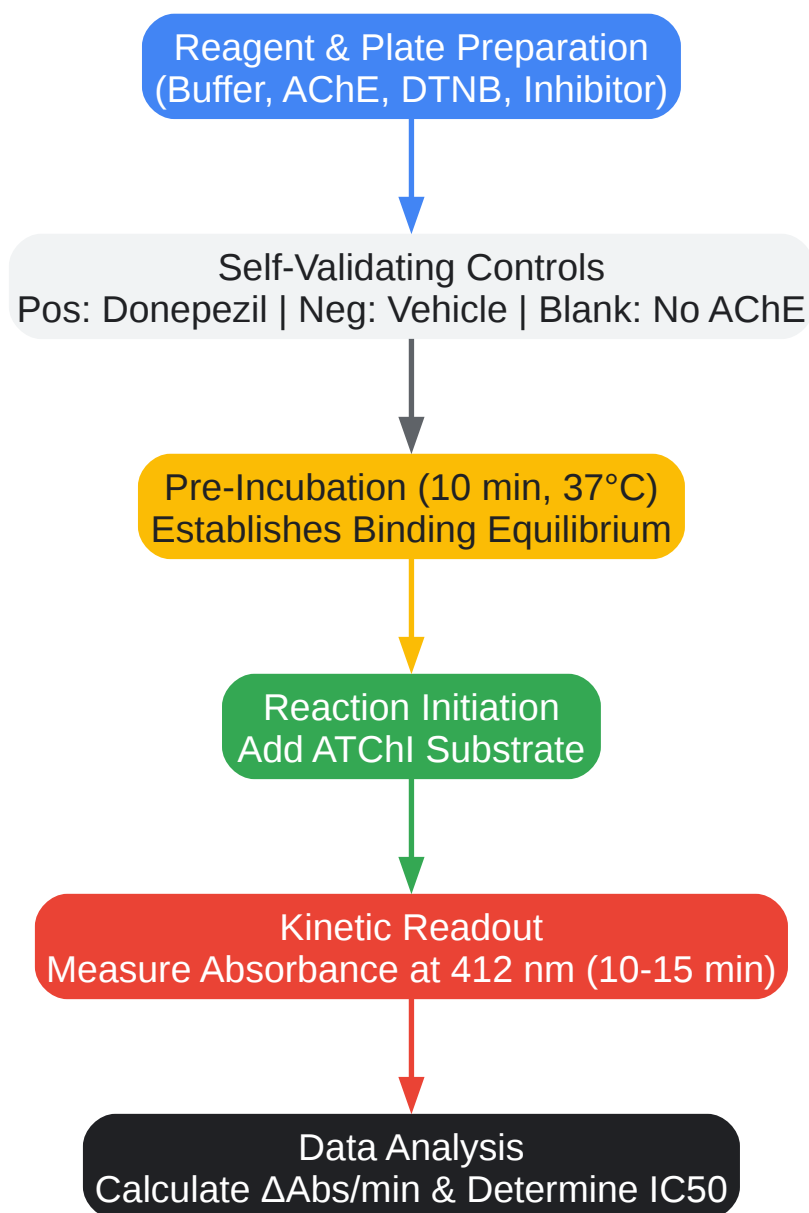 Reagent & Plate Preparation
(Buffer, AChE, DTNB, Inhibitor)
Self-Validating Controls
Pos: Donepezil | Neg: Vehicle | Blank: No AChE
Pre-Incubation (10 min, 37°C)
Establishes Binding Equilibrium
Reaction Initiation
Add ATChI Substrate
Kinetic Readout
Measure Absorbance at 412 nm (10-15 min)
Data Analysis
Calculate ΔAbs/min & Determine IC50